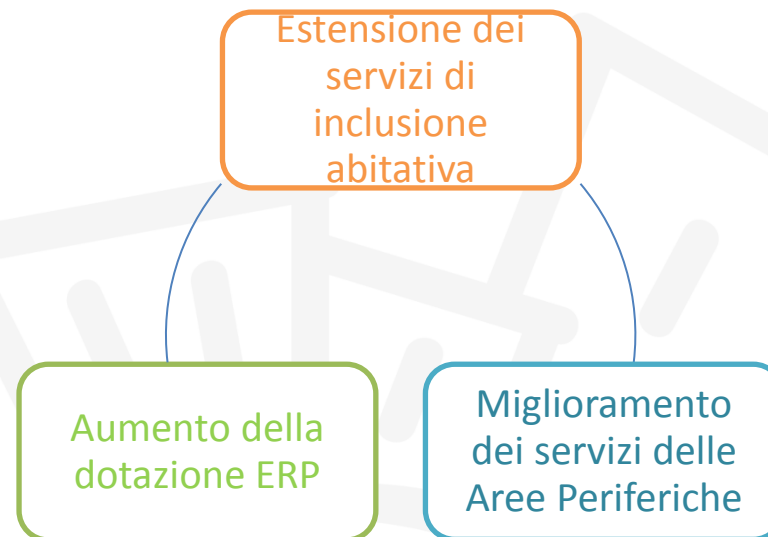 Estensione dei
servizi di
inclusione
abitativa
Aumento della
dotazione ERP
Miglioramento
dei servizi delle
Aree Periferiche